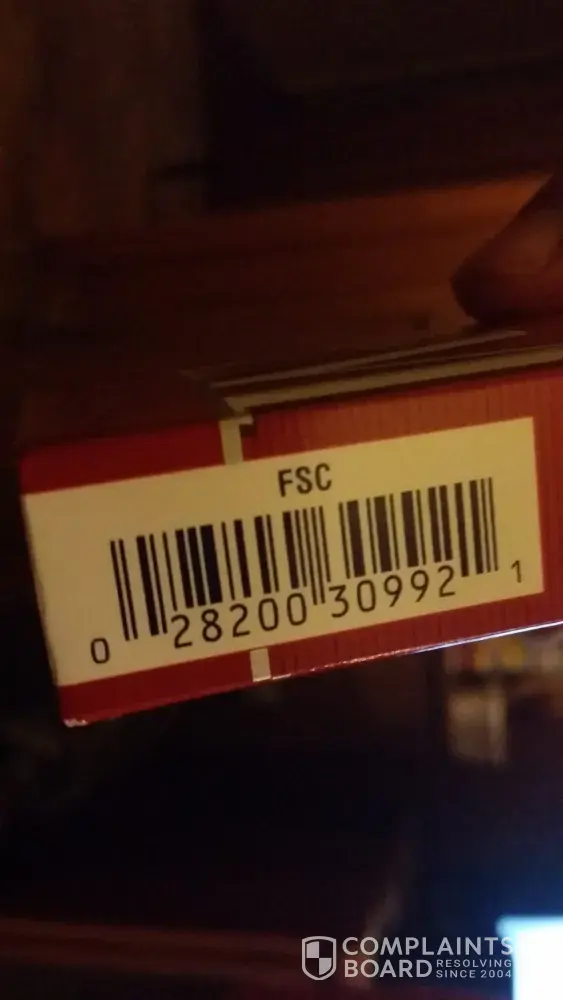 FSC
0 28200 30992 1
COMPLAINTS
BOARD RESOLVING
SINCE 2004